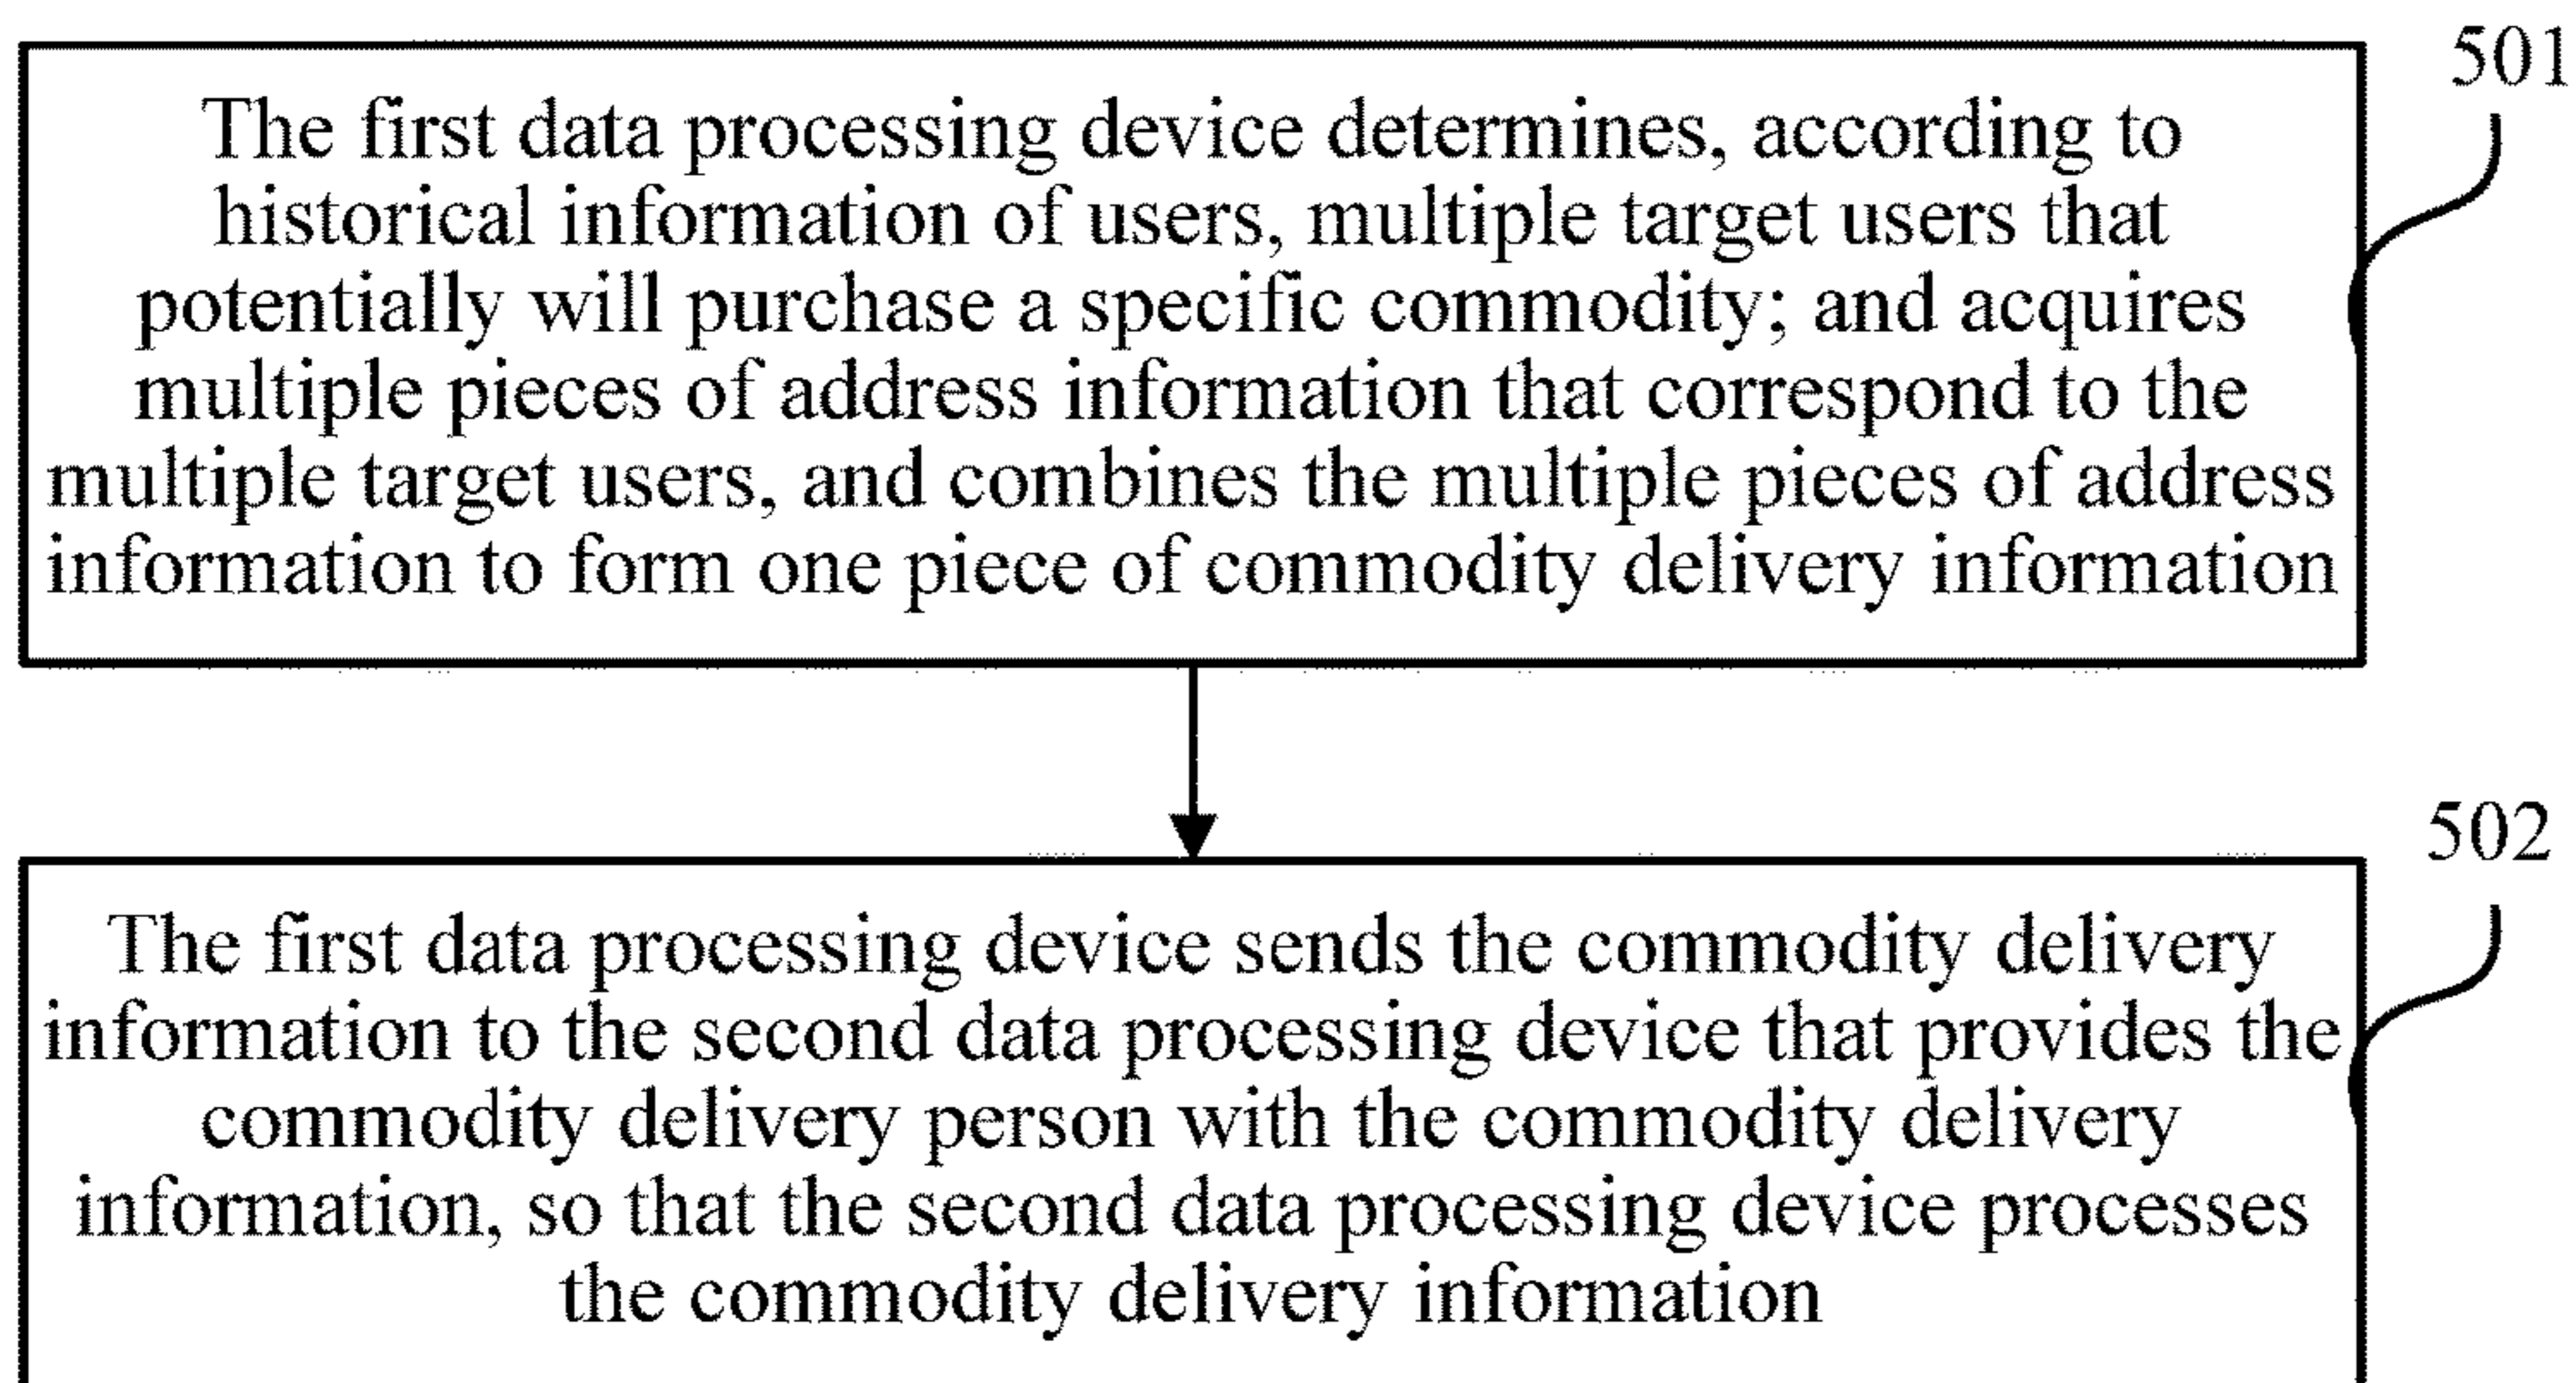 501
The first data processing device determines, according to
historical information of users, multiple target users that
potentially will purchase a specific commodity; and acquires
multiple pieces of address information that correspond to the
multiple target users, and combines the multiple pieces of address
information to form one piece of commodity delivery information
502
The first data processing device sends the commodity delivery
information to the second data processing device that provides the
commodity delivery person with the commodity delivery
information, so that the second data processing device processes
the commodity delivery information